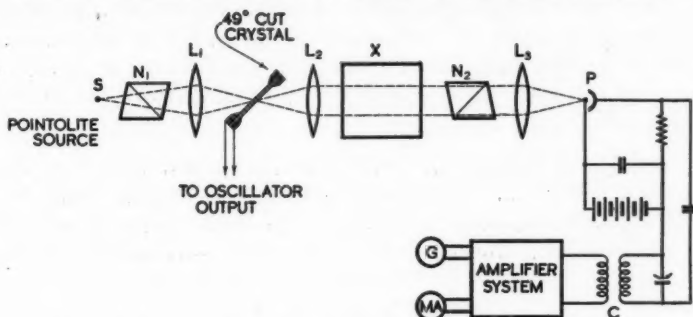 49° CUT
CRYSTAL
S
N₁
L₁
L₂
X
N₂
L₃
P
POINTOLITE
SOURCE
TO OSCILLATOR
OUTPUT
G
MA
AMPLIFIER
SYSTEM
C